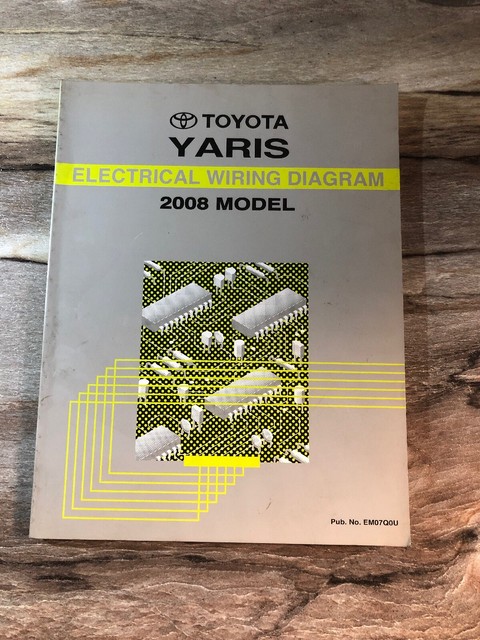 TOYOTA
YARIS
ELECTRICAL WIRING DIAGRAM
2008 MODEL
Pub. No. EM07Q0U